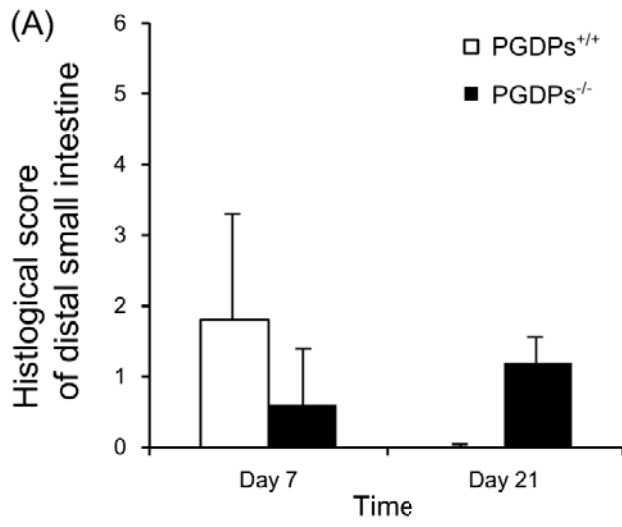 (A)
6
5
4
3
2
1
0
Histlogical score
of distal small intestine
PGDPs+/+
PGDPs-/-
Day 7
Day 21
Time